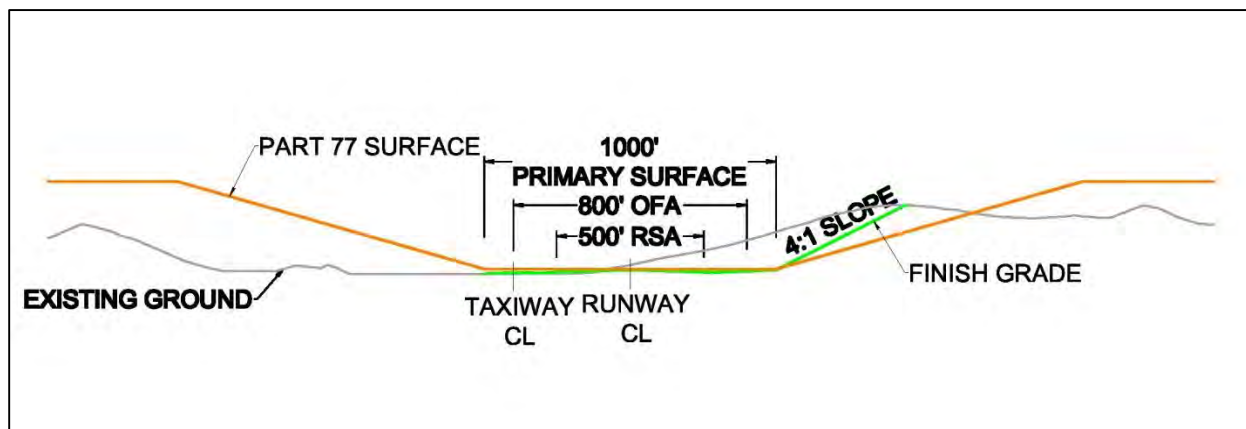 PART 77 SURFACE
1000'
PRIMARY SURFACE
800' OFA
500' RSA
4:1 SLOPE
FINISH GRADE
EXISTING GROUND
TAXIWAY
CL
RUNWAY
CL